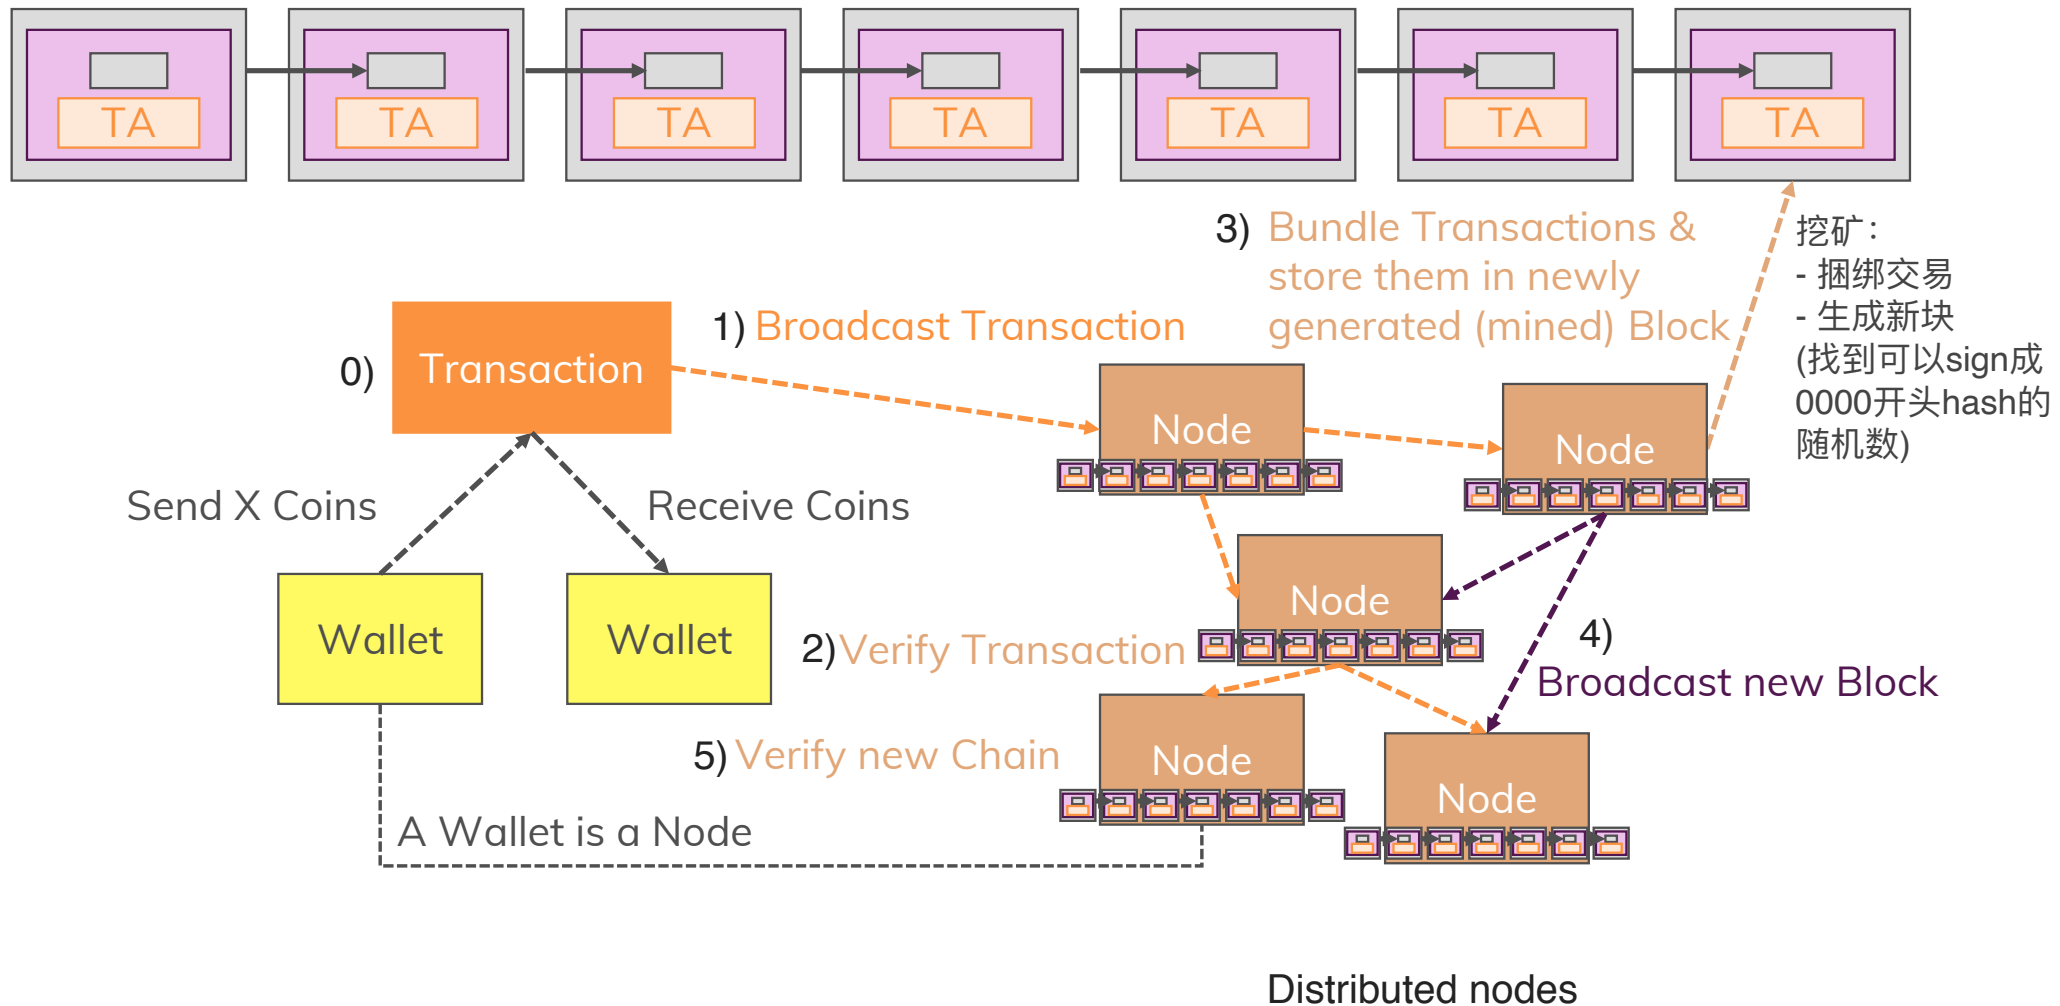 TA
TA
TA
TA
TA
TA
TA
3) Bundle Transactions &
store them in newly
generated (mined) Block
挖矿：
- 捆绑交易
- 生成新块
(找到可以sign成
0000开头hash的
随机数)
0) Transaction
1) Broadcast Transaction
Node
Node
Send X Coins
Receive Coins
Wallet
Wallet
Node
2) Verify Transaction
4)
Broadcast new Block
5) Verify new Chain
Node
Node
A Wallet is a Node
Distributed nodes